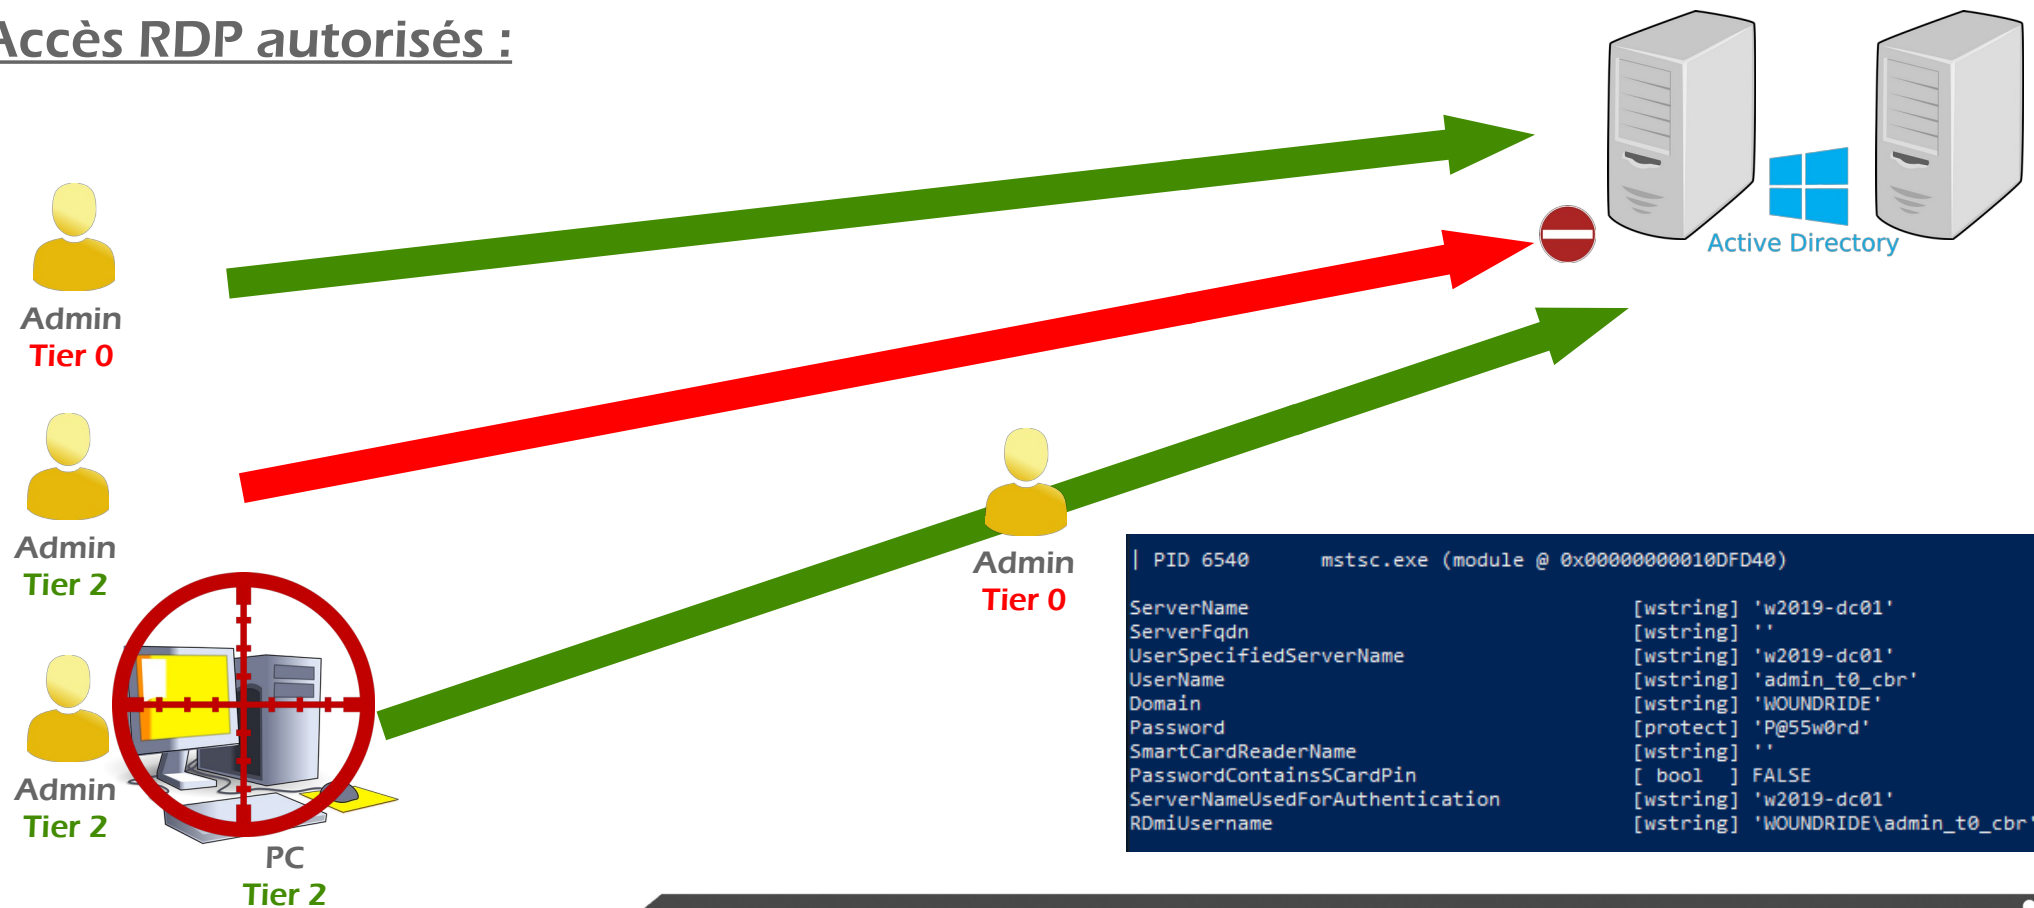 Accès RDP autorisés :
Active Directory
Admin
Tier 0
Admin
Tier 2
Admin
Tier 0
Admin
Tier 2
PC
Tier 2
| PID 6540      mstsc.exe (module @ 0x00000000010DFD40)
ServerName [wstring] 'w2019-dc01'
ServerFqdn [wstring] ''
UserSpecifiedServerName [wstring] 'w2019-dc01'
UserName [wstring] 'admin_t0_cbr'
Domain [wstring] 'WOUNDRIDE'
Password [protect] 'P@55w0rd'
SmartCardReaderName [wstring] ''
PasswordContainsSCardPin [ bool  ] FALSE
ServerNameUsedForAuthentication [wstring] 'w2019-dc01'
RDmiUsername [wstring] 'WOUNDRIDE\admin_t0_cbr'